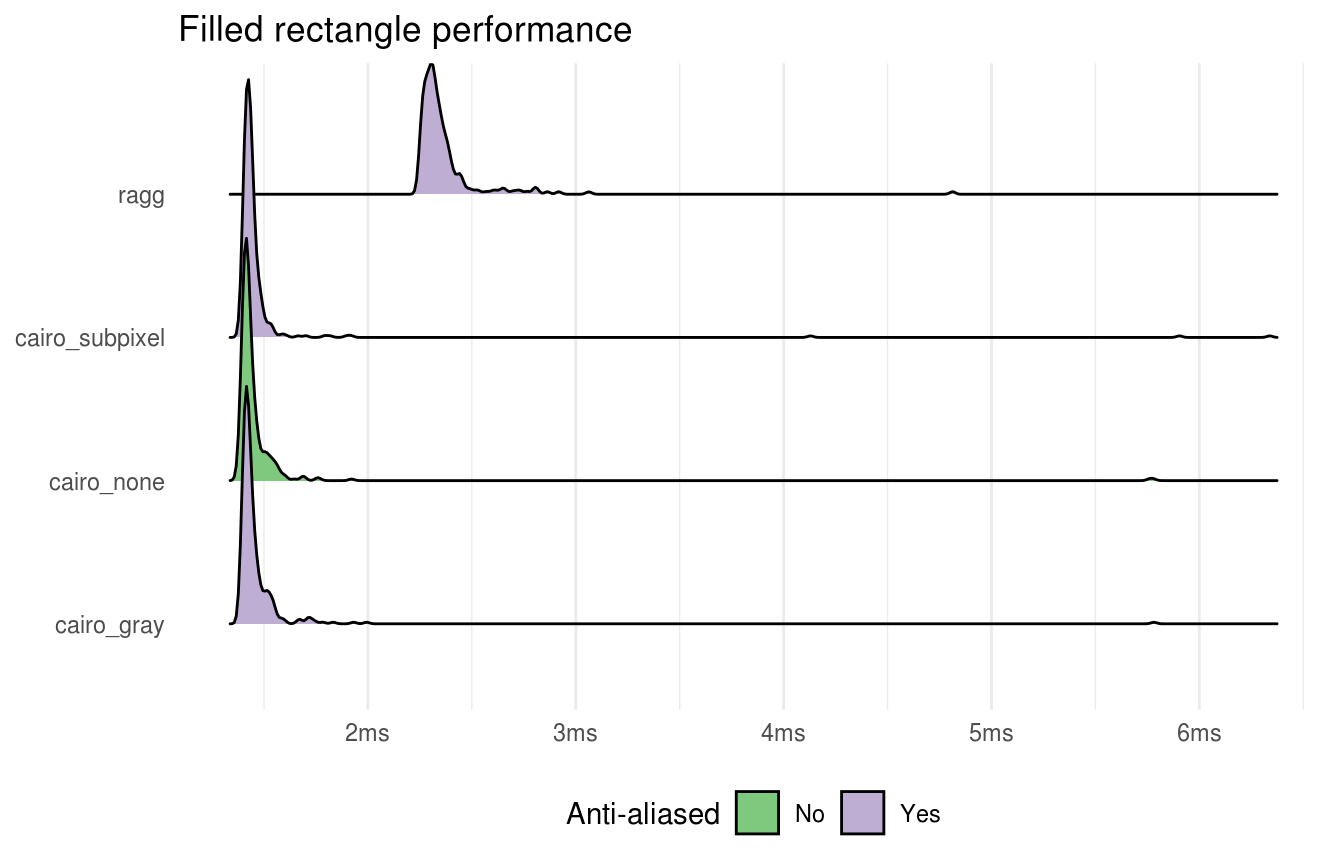 Filled rectangle performance
ragg
cairo_subpixel
cairo_none
cairo_gray
2ms 3ms 4ms 5ms 6ms
Anti-aliased No Yes